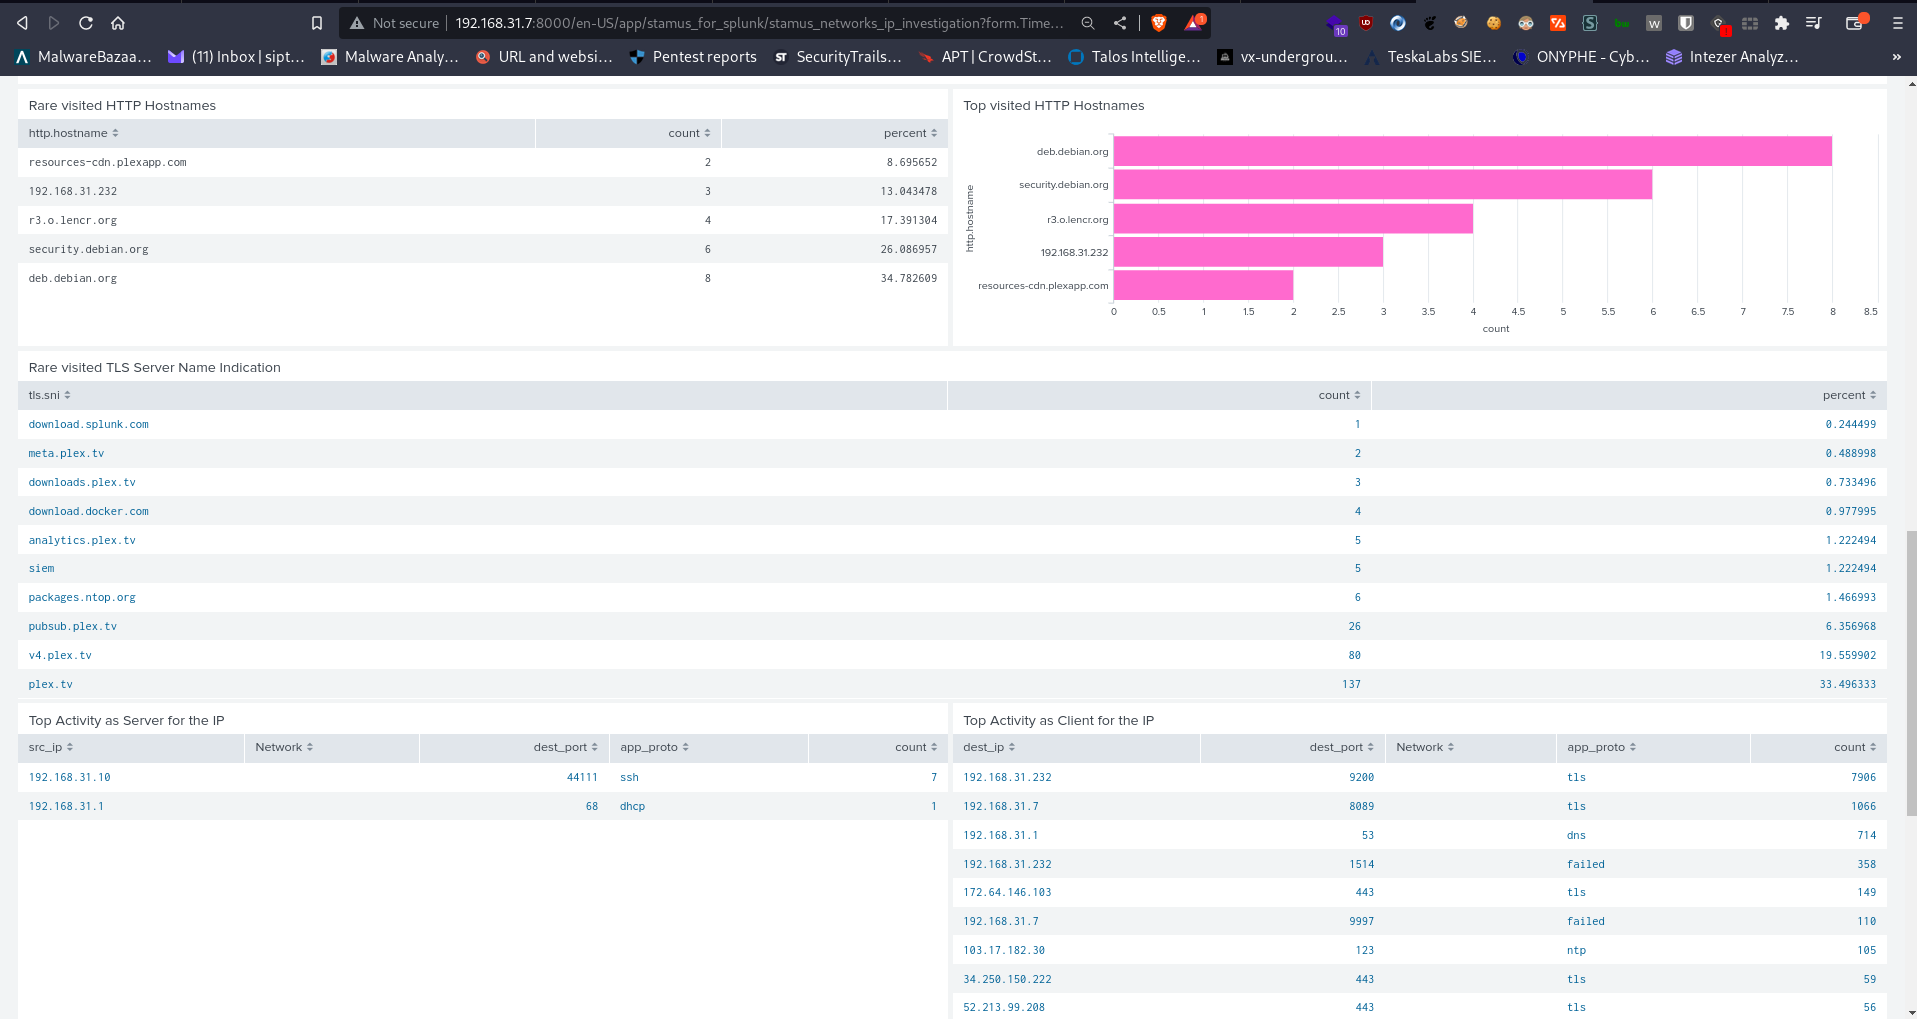 Not secure | 192.168.31.7:8000/en-US/app/stamus_for_splunk/stamus_networks_ip_investigation?form.Time... 1 10 1
MalwareBazaa... (11) Inbox | sipt... Malware Analy... URL and websi... Pentest reports ST SecurityTrails... APT | CrowdSt... Talos Intellige... vx-undergrou... TeskaLabs SIE... ONYPHE - Cyb... Intezer Analyz... »
Rare visited HTTP Hostnames
http.hostname count percent
resources-cdn.plexapp.com 2 8.695652
192.168.31.232 3 13.043478
r3.o.lencr.org 4 17.391304
security.debian.org 6 26.086957
deb.debian.org 8 34.782609
Top visited HTTP Hostnames
http.hostname
deb.debian.org
security.debian.org
r3.o.lencr.org
192.168.31.232
resources-cdn.plexapp.com
0 0.5 1 1.5 2 2.5 3 3.5 4 4.5 5 5.5 6 6.5 7 7.5 8 8.5
count
Rare visited TLS Server Name Indication
tls.sni count percent
download.splunk.com 1 0.244499
meta.plex.tv 2 0.488998
downloads.plex.tv 3 0.733496
download.docker.com 4 0.977995
analytics.plex.tv 5 1.222494
siem 5 1.222494
packages.ntop.org 6 1.466993
pubsub.plex.tv 26 6.356968
v4.plex.tv 80 19.559902
plex.tv 137 33.496333
Top Activity as Server for the IP
src_ip Network dest_port app_proto count
192.168.31.10 44111 ssh 7
192.168.31.1 68 dhcp 1
Top Activity as Client for the IP
dest_ip dest_port Network app_proto count
192.168.31.232 9200 tls 7906
192.168.31.7 8089 tls 1066
192.168.31.1 53 dns 714
192.168.31.232 1514 failed 358
172.64.146.103 443 tls 149
192.168.31.7 9997 failed 110
103.17.182.30 123 ntp 105
34.250.150.222 443 tls 59
52.213.99.208 443 tls 56